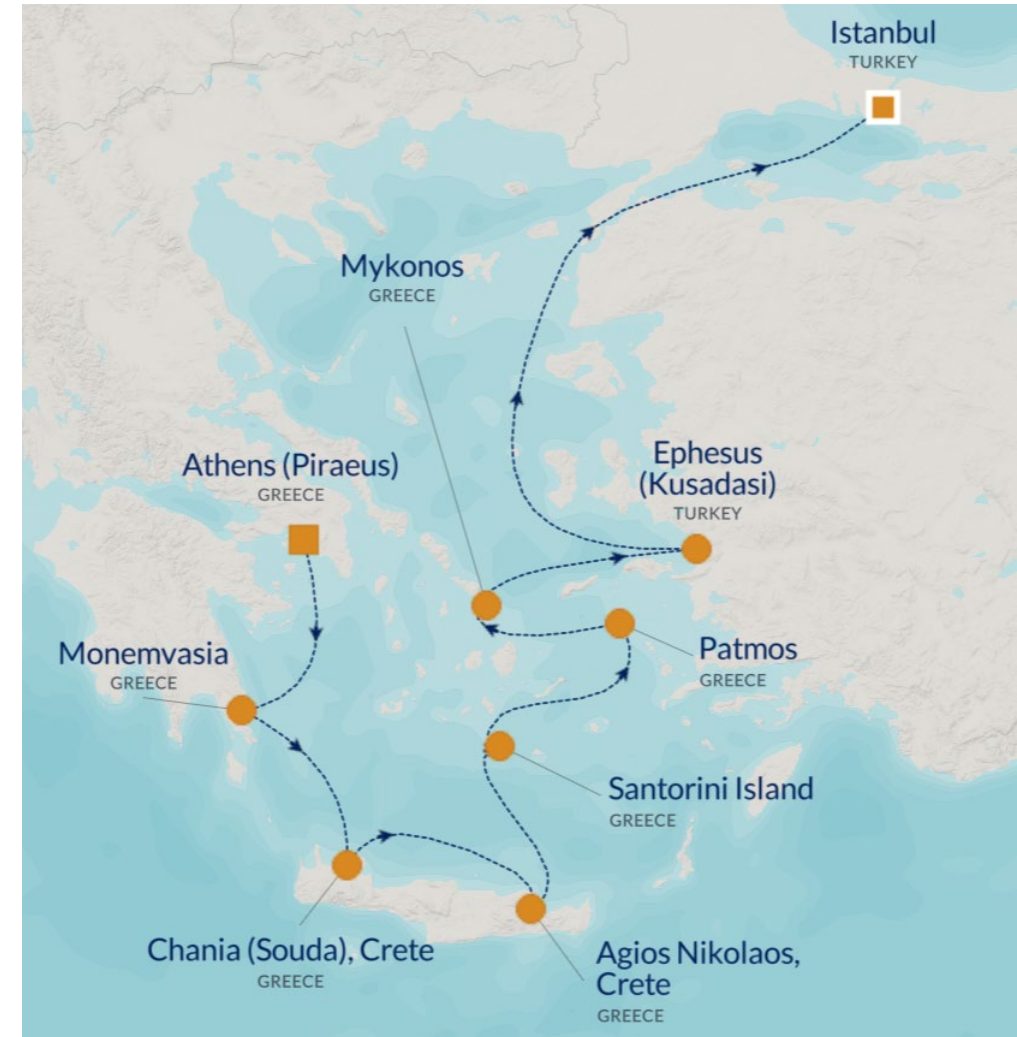 Istanbul
TURKEY
Mykonos
GREECE
Athens (Piraeus)
GREECE
Ephesus
(Kusadasi)
TURKEY
Monemvasia
GREECE
Patmos
GREECE
Santorini Island
GREECE
Chania (Souda), Crete
GREECE
Agios Nikolaos,
Crete
GREECE